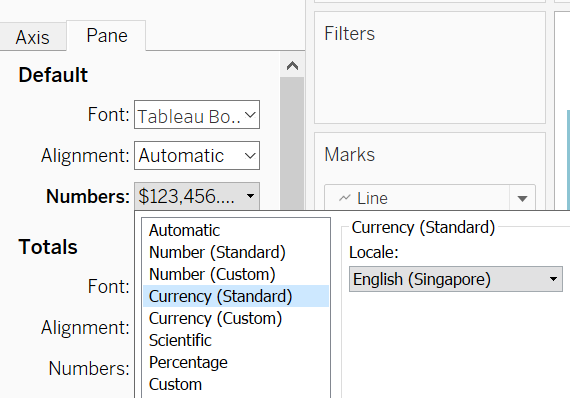 Axis Pane
Default
Font: Tableau Bo..
Alignment: Automatic
Numbers: $123,456....
Totals
Font:
Alignment:
Numbers:
Automatic
Number (Standard)
Number (Custom)
Currency (Standard)
Currency (Custom)
Scientific
Percentage
Custom
Currency (Standard)
Locale:
English (Singapore)
Filters
Marks
Line